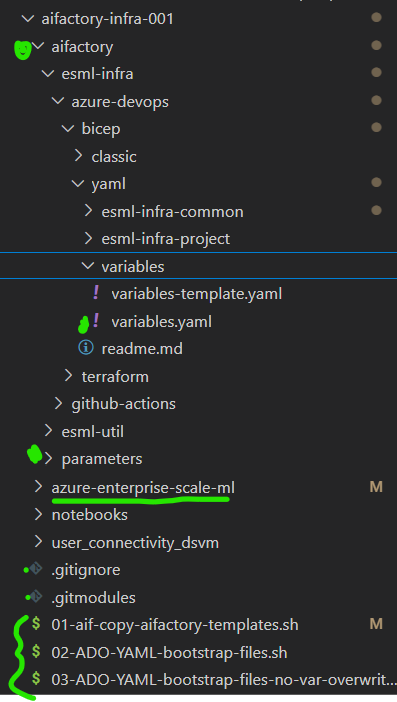 aifactory-infra-001
aifactory
esml-infra
azure-devops
bicep
classic
yaml
esml-infra-common
esml-infra-project
variables
! variables-template.yaml
! variables.yaml
readme.md
terraform
github-actions
esml-util
parameters
azure-enterprise-scale-ml M
notebooks
user_connectivity_dsvm
.gitignore
.gitmodules
$ 01-aif-copy-aifactory-templates.sh M
$ 02-ADO-YAML-bootstrap-files.sh
$ 03-ADO-YAML-bootstrap-files-no-var-overwrit...